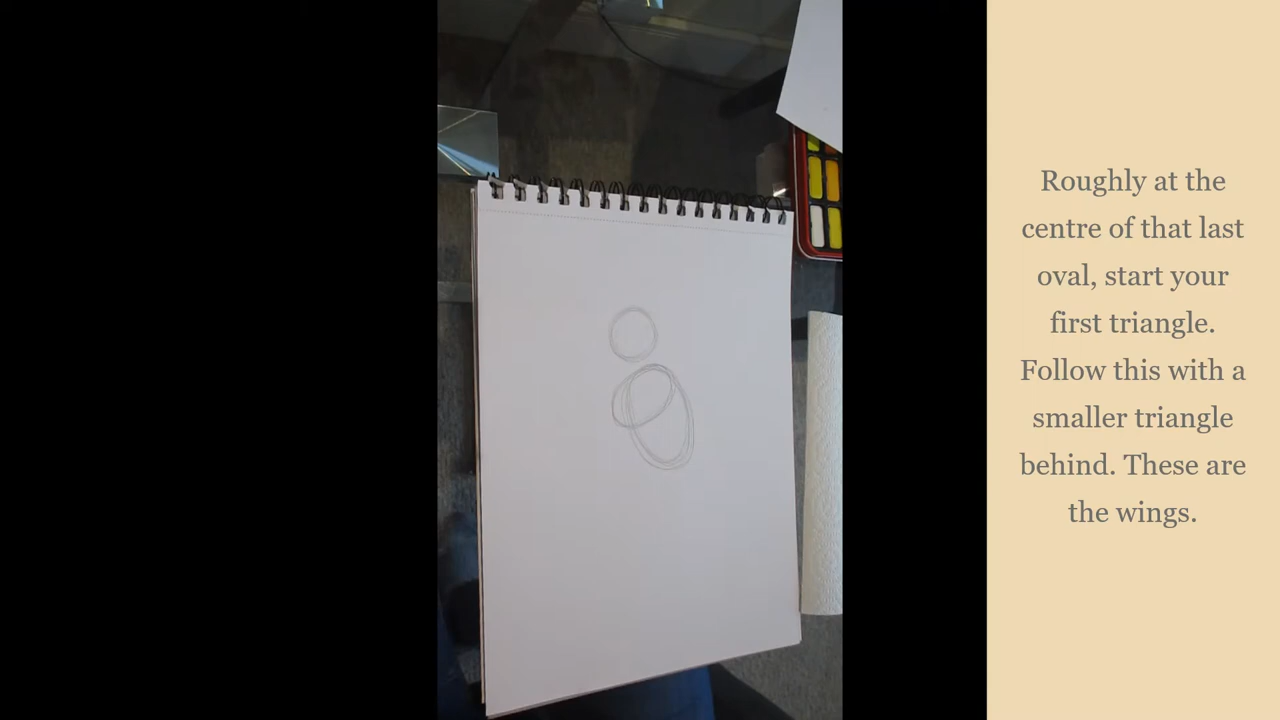 Roughly at the
centre of that last
oval, start your
first triangle.
Follow this with a
smaller triangle
behind. These are
the wings.